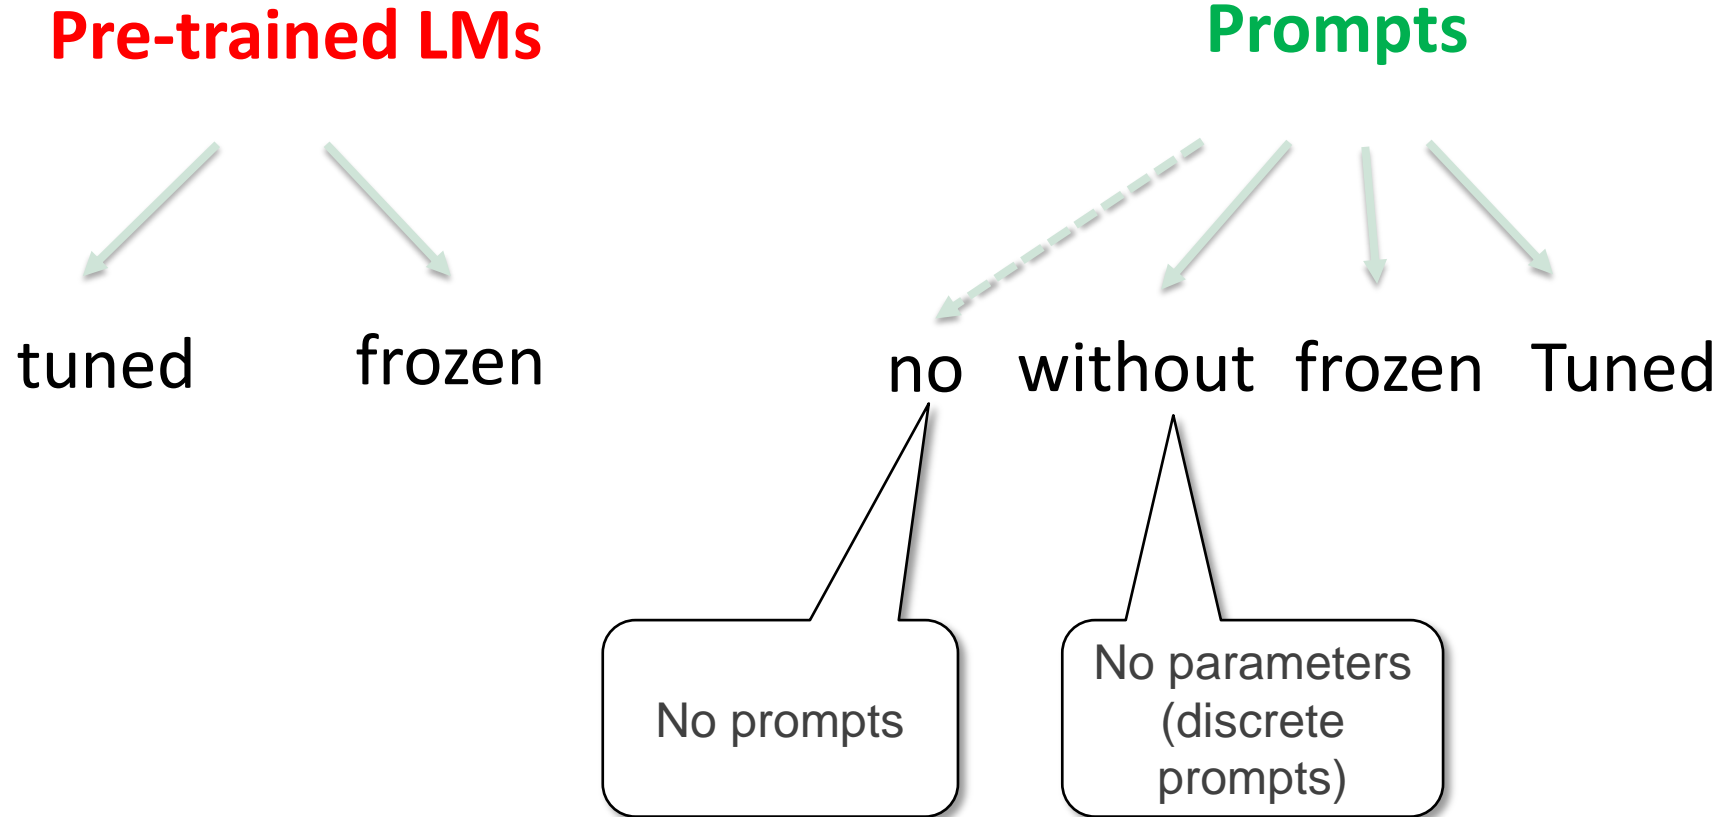 Pre-trained LMs
Prompts
tuned
frozen
no
without
frozen
Tuned
No prompts
No parameters
(discrete
prompts)